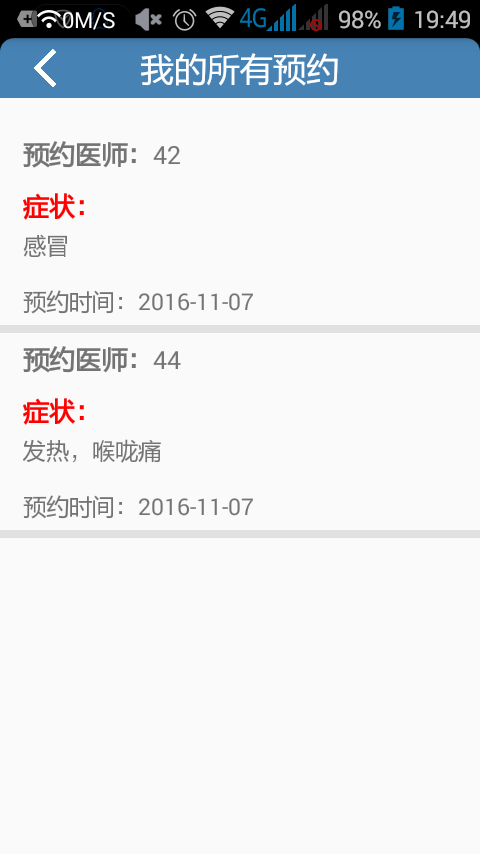 0M/S 4G 98% 19:49
我的所有预约
预约医师：42
症状：
感冒
预约时间：2016-11-07
预约医师：44
症状：
发热，喉咙痛
预约时间：2016-11-07